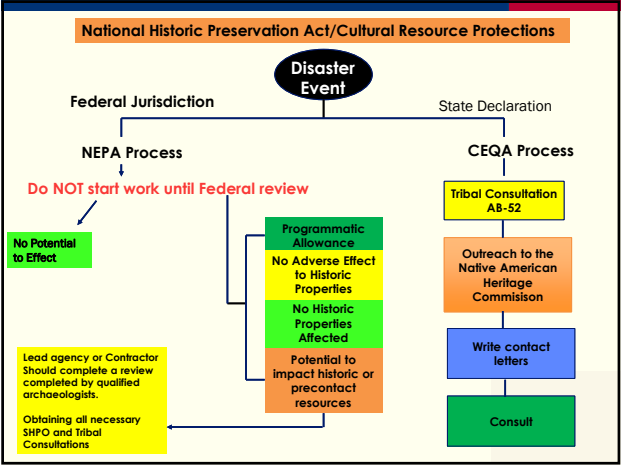 National Historic Preservation Act/Cultural Resource Protections
Disaster
Event
Federal Jurisdiction
State Declaration
NEPA Process
CEQA Process
Do NOT start work until Federal review
Tribal Consultation
AB-52
No Potential
to Effect
Programmatic
Allowance
No Adverse Effect
to Historic
Properties
No Historic
Properties
Affected
Potential to
impact historic or
precontact
resources
Outreach to the
Native American
Heritage
Commisison
Write contact
letters
Consult
Lead agency or Contractor
Should complete a review
completed by qualified
archaeologists.
Obtaining all necessary
SHPO and Tribal
Consultations